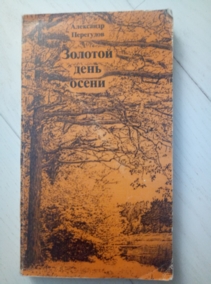 Александр
Перегудов
Золотой
день
осени